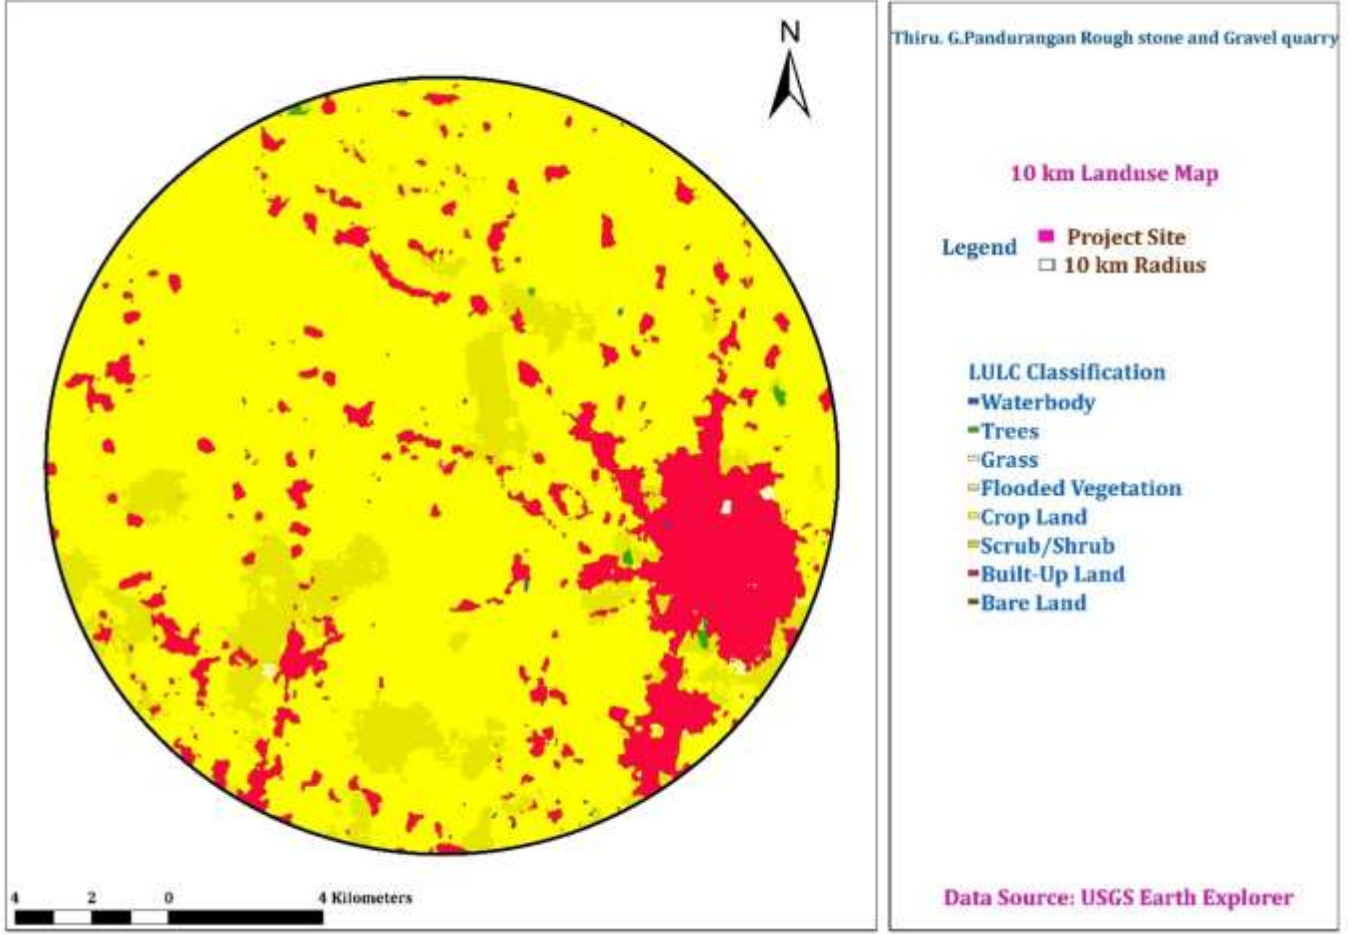 N
Thiru. G.Pandurangan Rough stone and Gravel quarry
10 km Landuse Map
Legend
Project Site
10 km Radius
LULC Classification
Waterbody
Trees
Grass
Flooded Vegetation
Crop Land
Scrub/Shrub
Built-Up Land
Bare Land
4 2 0 4 Kilometers
Data Source: USGS Earth Explorer